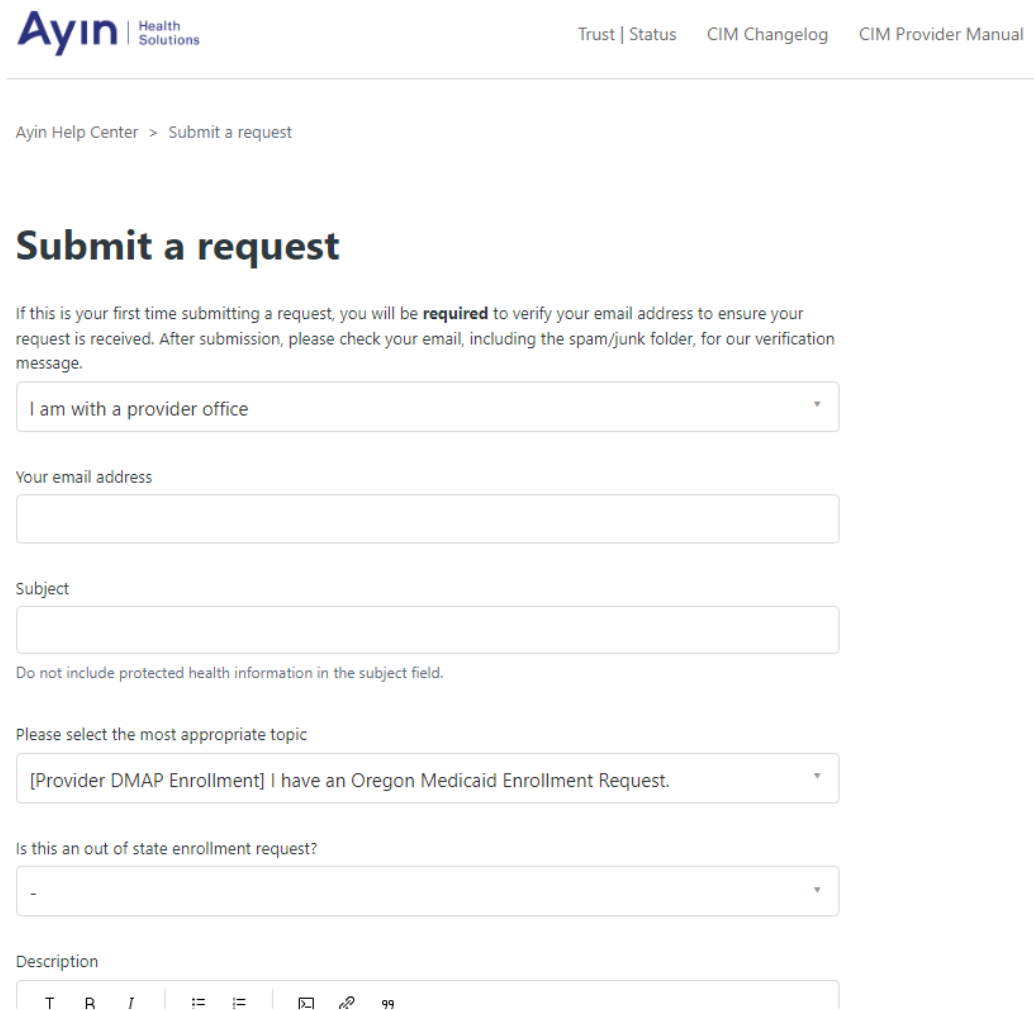 Ayin | Health Solutions
Trust | Status CIM Changelog CIM Provider Manual
Ayin Help Center > Submit a request
Submit a request
If this is your first time submitting a request, you will be required to verify your email address to ensure your
request is received. After submission, please check your email, including the spam/junk folder, for our verification
message.
I am with a provider office
Your email address
Subject
Do not include protected health information in the subject field.
Please select the most appropriate topic
[Provider DMAP Enrollment] I have an Oregon Medicaid Enrollment Request.
Is this an out of state enrollment request?
-
Description
T B I